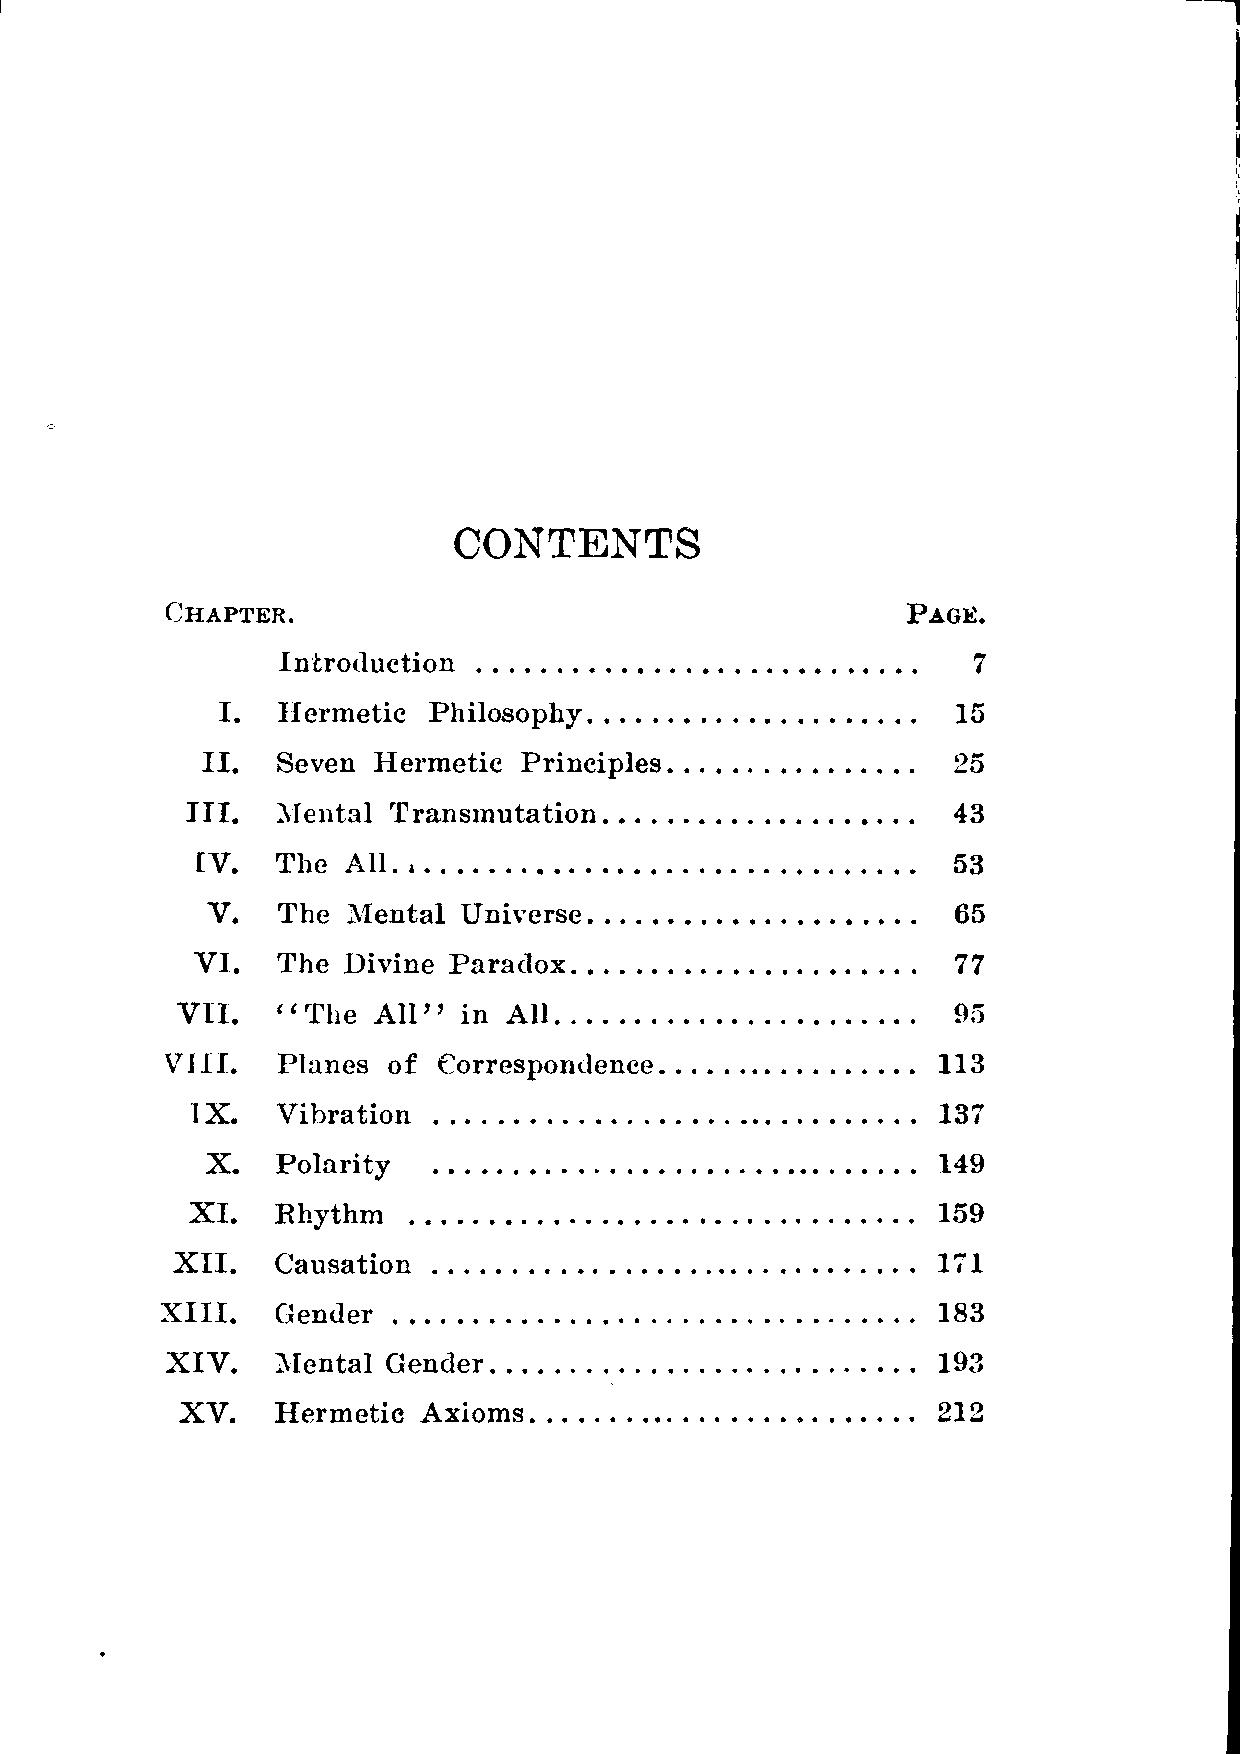 CONTENTS
CHAPTER. PAGE.
Introduction ............................ 7
I. Hermetic Philosophy..................... 15
II. Seven Hermetic Principles................ 25
III. Mental Transmutation.................... 43
IV. The All................................. 53
V. The Mental Universe..................... 65
VI. The Divine Paradox...................... 77
VII. "The All" in All....................... 95
VIII. Planes of Correspondence................. 113
IX. Vibration ............................... 137
X. Polarity ............................... 149
XI. Rhythm ................................ 159
XII. Causation ............................... 171
XIII. Gender ................................. 183
XIV. Mental Gender........................... 193
XV. Hermetic Axioms......................... 212